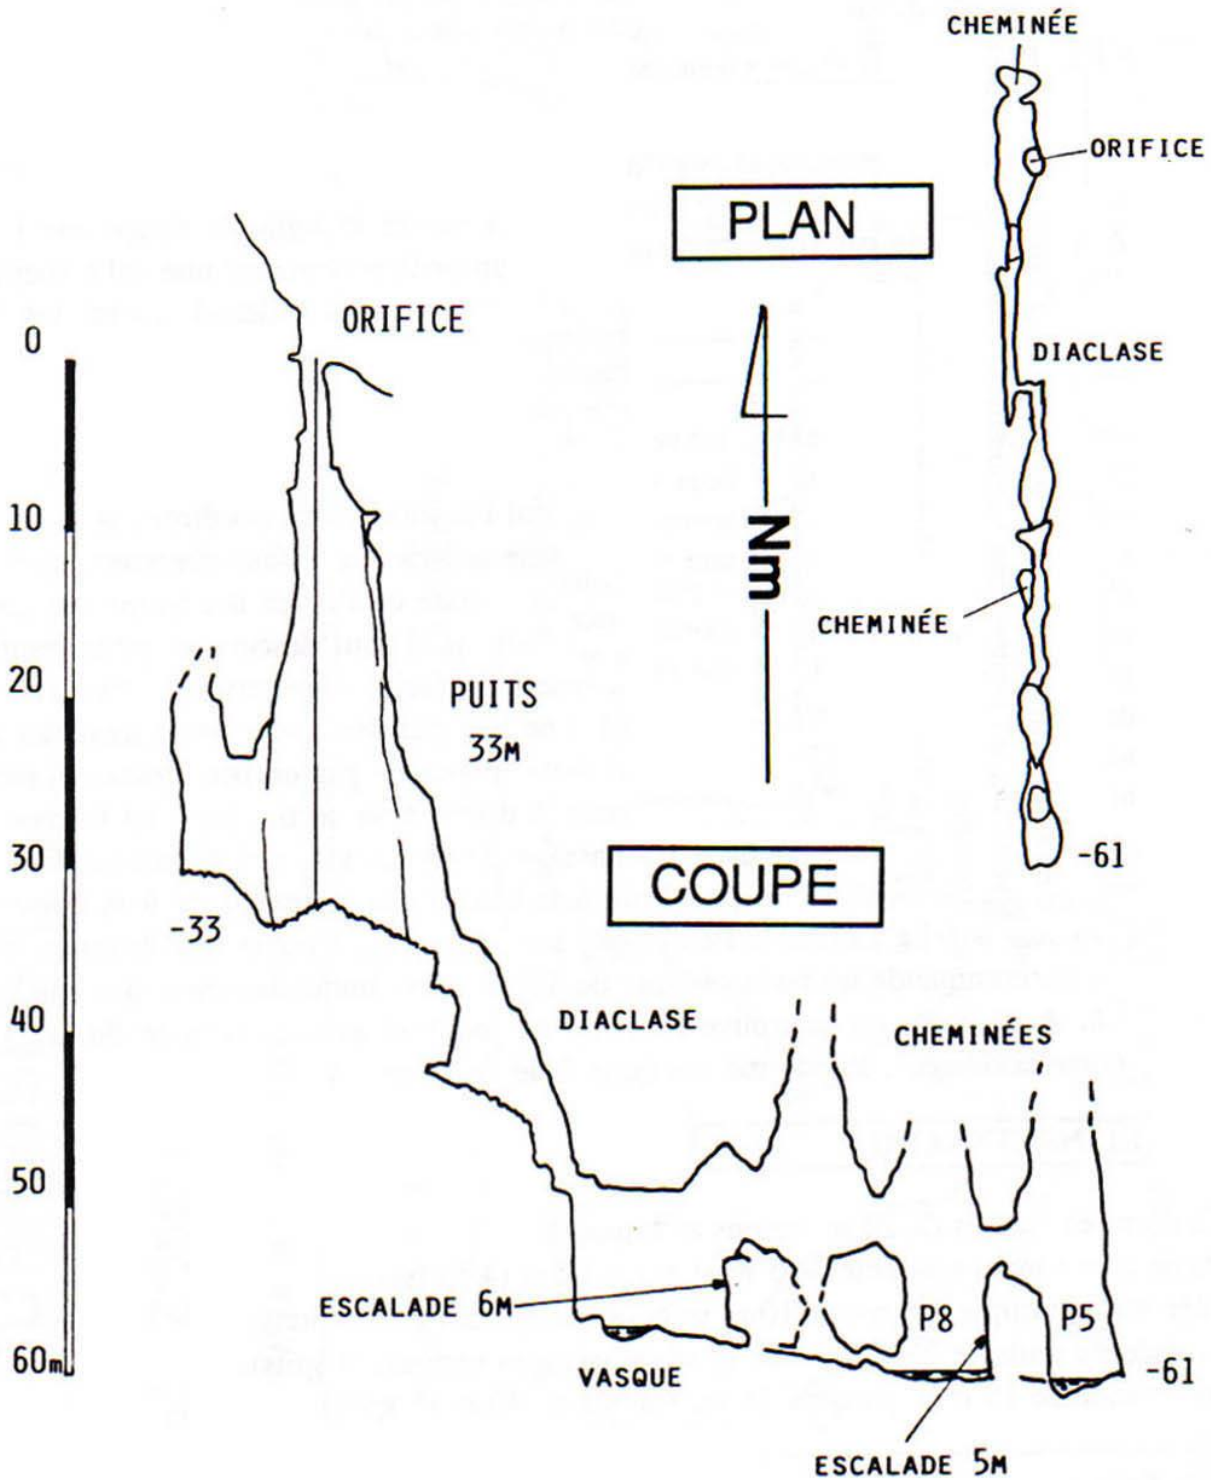 CHEMINÉE
ORIFICE
PLAN
ORIFICE
0
DIACLASE
10
Nm
CHEMINÉE
20
PUITS
33M
30
-61
COUPE
-33
40
DIACLASE
CHEMINÉES
50
ESCALADE 6M
P8
P5
60m
VASQUE
-61
ESCALADE 5M